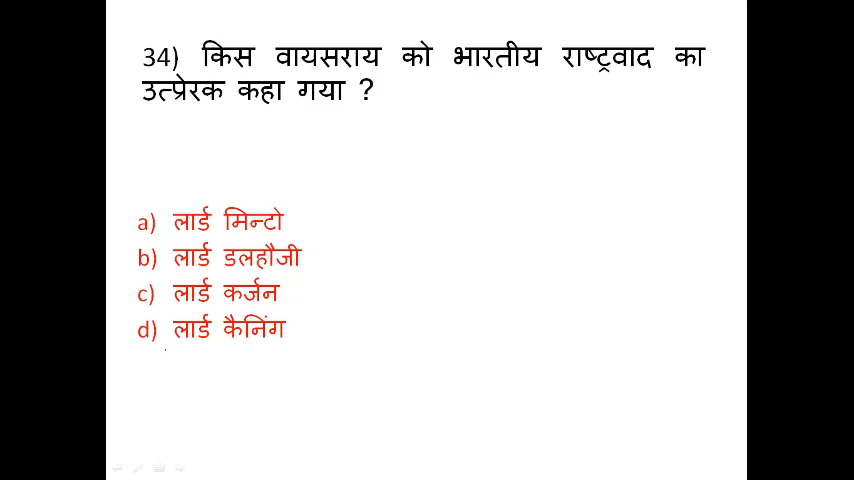 34) किस वायसराय को भारतीय राष्ट्रवाद का
उत्प्रेरक कहा गया ?
a) लार्ड मिन्टो
b) लार्ड डलहौजी
c) लार्ड कर्जन
d) लार्ड कैनिंग